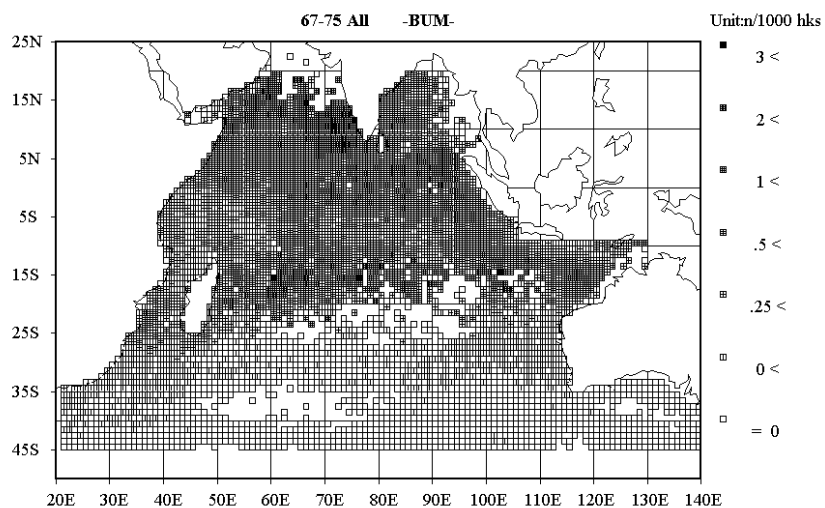 67-75 All -BUM- Unit:n/1000 hks
25N
15N
5N
5S
15S
25S
35S
45S
20E 30E 40E 50E 60E 70E 80E 90E 100E 110E 120E 130E 140E
3 <
2 <
1 <
.5 <
.25 <
0 <
= 0